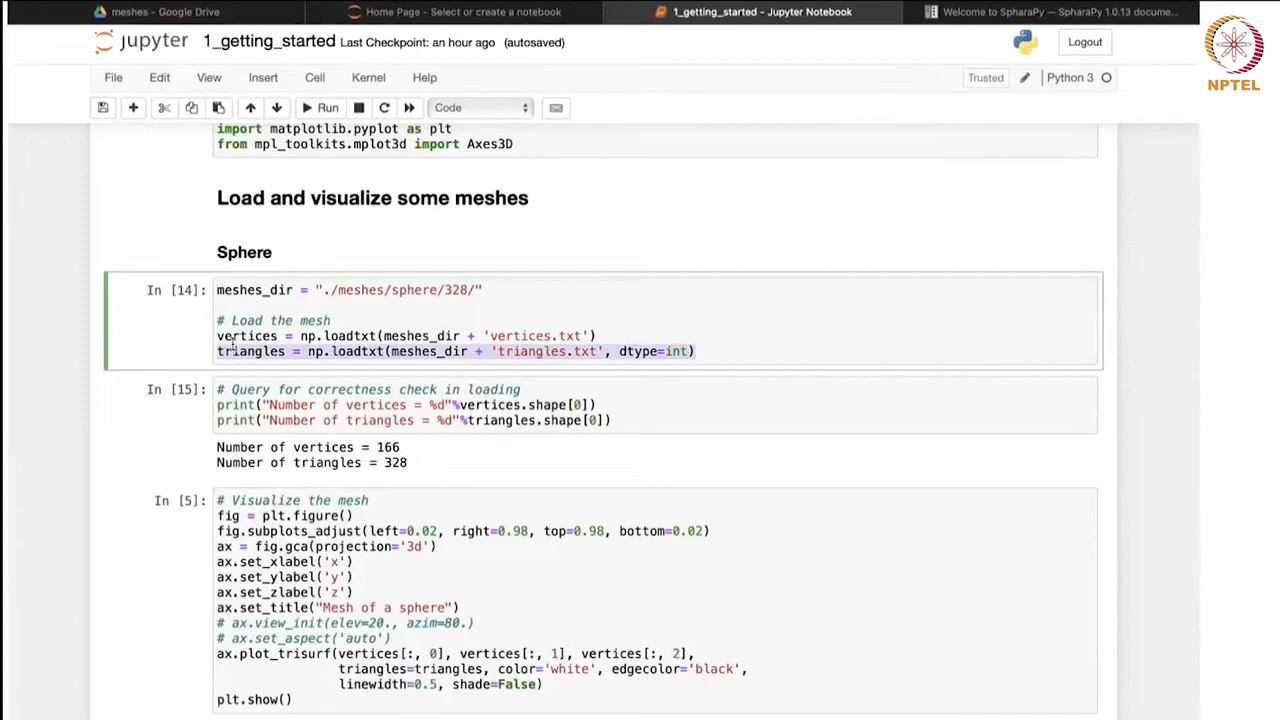 meshes - Google Drive
Home Page - Select or create a notebook
1_getting_started - Jupyter Notebook
Welcome to SpharaPy — SpharaPy 1.0.13 docume...
NPTEL
jupyter 1_getting_started Last Checkpoint: an hour ago (autosaved)
Logout
File Edit View Insert Cell Kernel Help
Trusted
Python 3
Run
Code
import matplotlib.pyplot as plt
from mpl_toolkits.mplot3d import Axes3D
Load and visualize some meshes
Sphere
In [14]:
meshes_dir = "./meshes/sphere/328/"
# Load the mesh
vertices = np.loadtxt(meshes_dir + 'vertices.txt')
triangles = np.loadtxt(meshes_dir + 'triangles.txt', dtype=int)
In [15]:
# Query for correctness check in loading
print("Number of vertices = %d"%vertices.shape[0])
print("Number of triangles = %d"%triangles.shape[0])
Number of vertices = 166
Number of triangles = 328
In [5]:
# Visualize the mesh
fig = plt.figure()
fig.subplots_adjust(left=0.02, right=0.98, top=0.98, bottom=0.02)
ax = fig.gca(projection='3d')
ax.set_xlabel('x')
ax.set_ylabel('y')
ax.set_zlabel('z')
ax.set_title("Mesh of a sphere")
# ax.view_init(elev=20., azim=80.)
# ax.set_aspect('auto')
ax.plot_trisurf(vertices[:, 0], vertices[:, 1], vertices[:, 2],
triangles=triangles, color='white', edgecolor='black',
linewidth=0.5, shade=False)
plt.show()